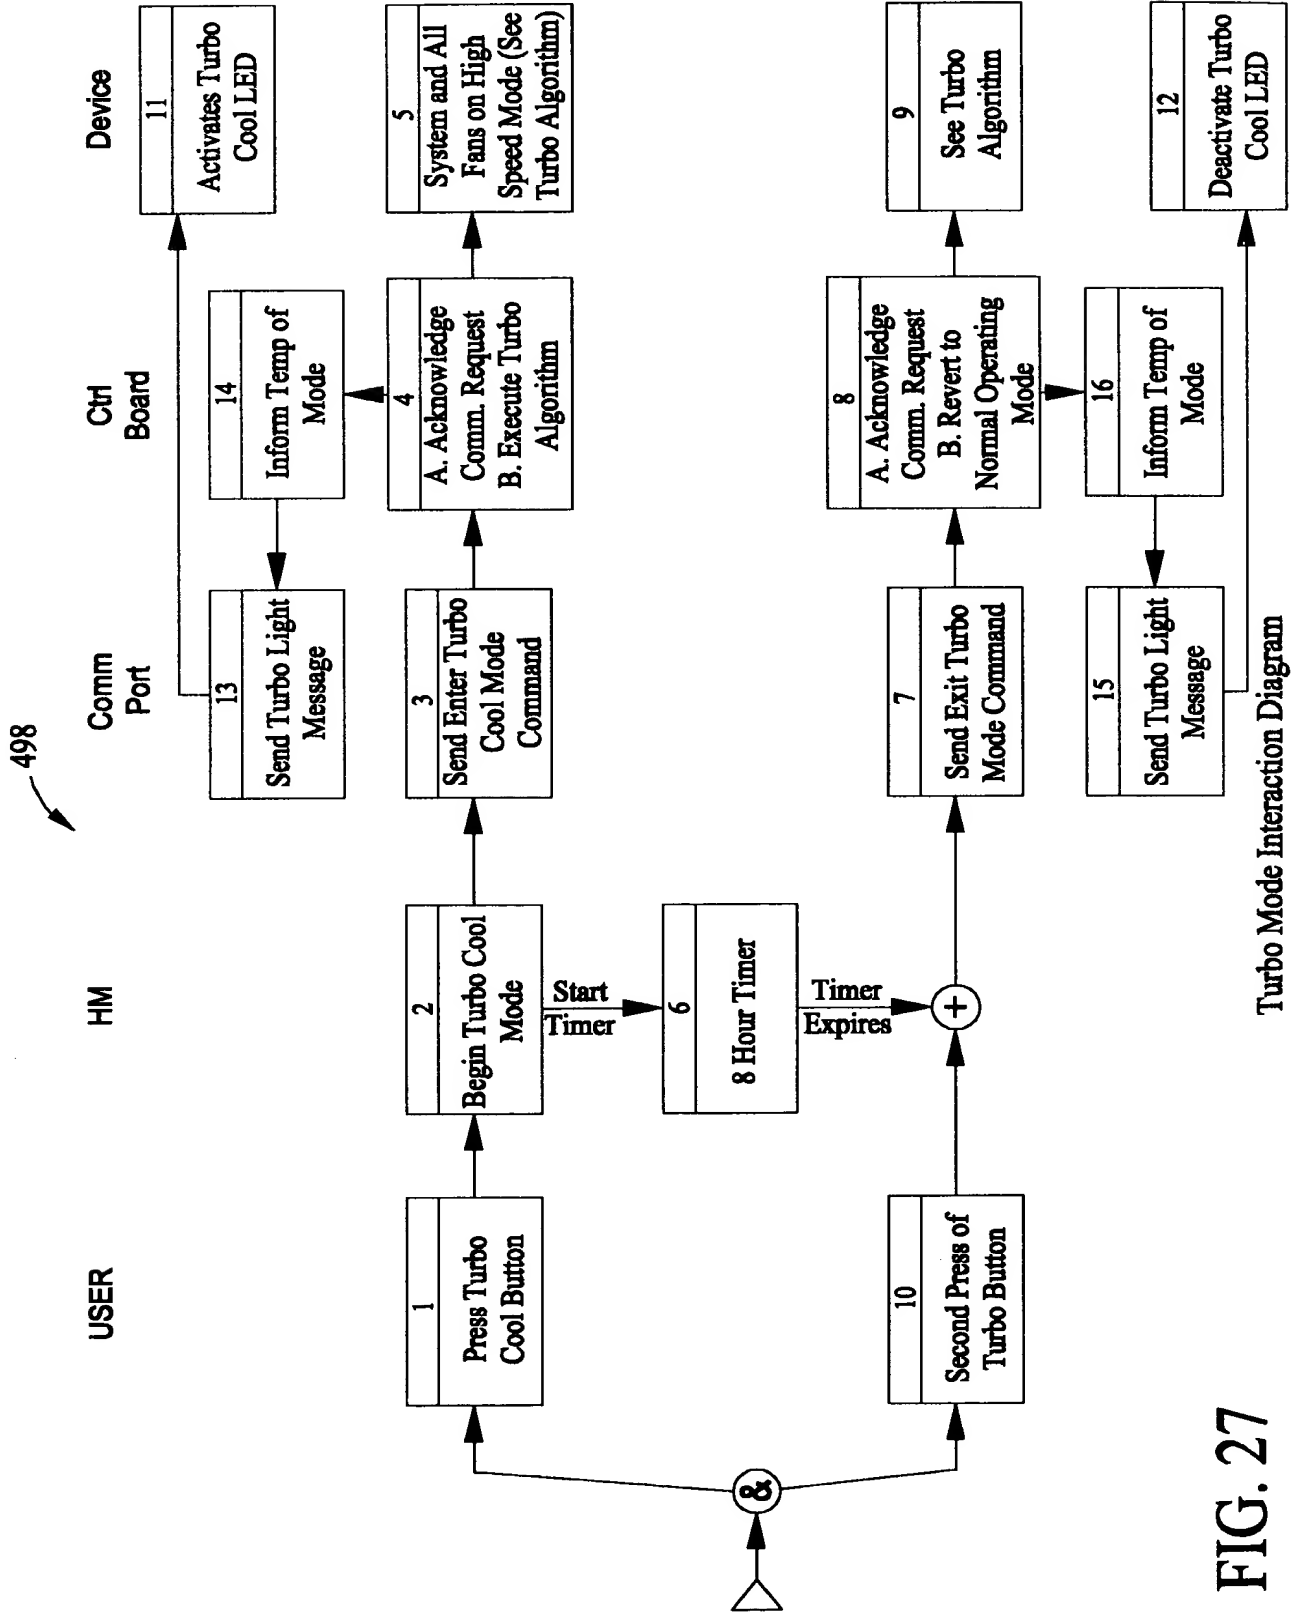 498
USER
HM
Comm
Port
Ctrl
Board
Device
11
Activates Turbo
Cool LED
13
Send Turbo Light
Message
14
Inform Temp of
Mode
1
Press Turbo
Cool Button
2
Begin Turbo Cool
Mode
3
Send Enter Turbo
Cool Mode
Command
4
A. Acknowledge
Comm. Request
B. Execute Turbo
Algorithm
5
System and All
Fans on High
Speed Mode (See
Turbo Algorithm)
Start
Timer
6
8 Hour Timer
Timer
Expires
&
+
10
Second Press of
Turbo Button
7
Send Exit Turbo
Mode Command
8
A. Acknowledge
Comm. Request
B. Revert to
Normal Operating
Mode
9
See Turbo
Algorithm
15
Send Turbo Light
Message
16
Inform Temp of
Mode
12
Deactivate Turbo
Cool LED
Turbo Mode Interaction Diagram
FIG. 27